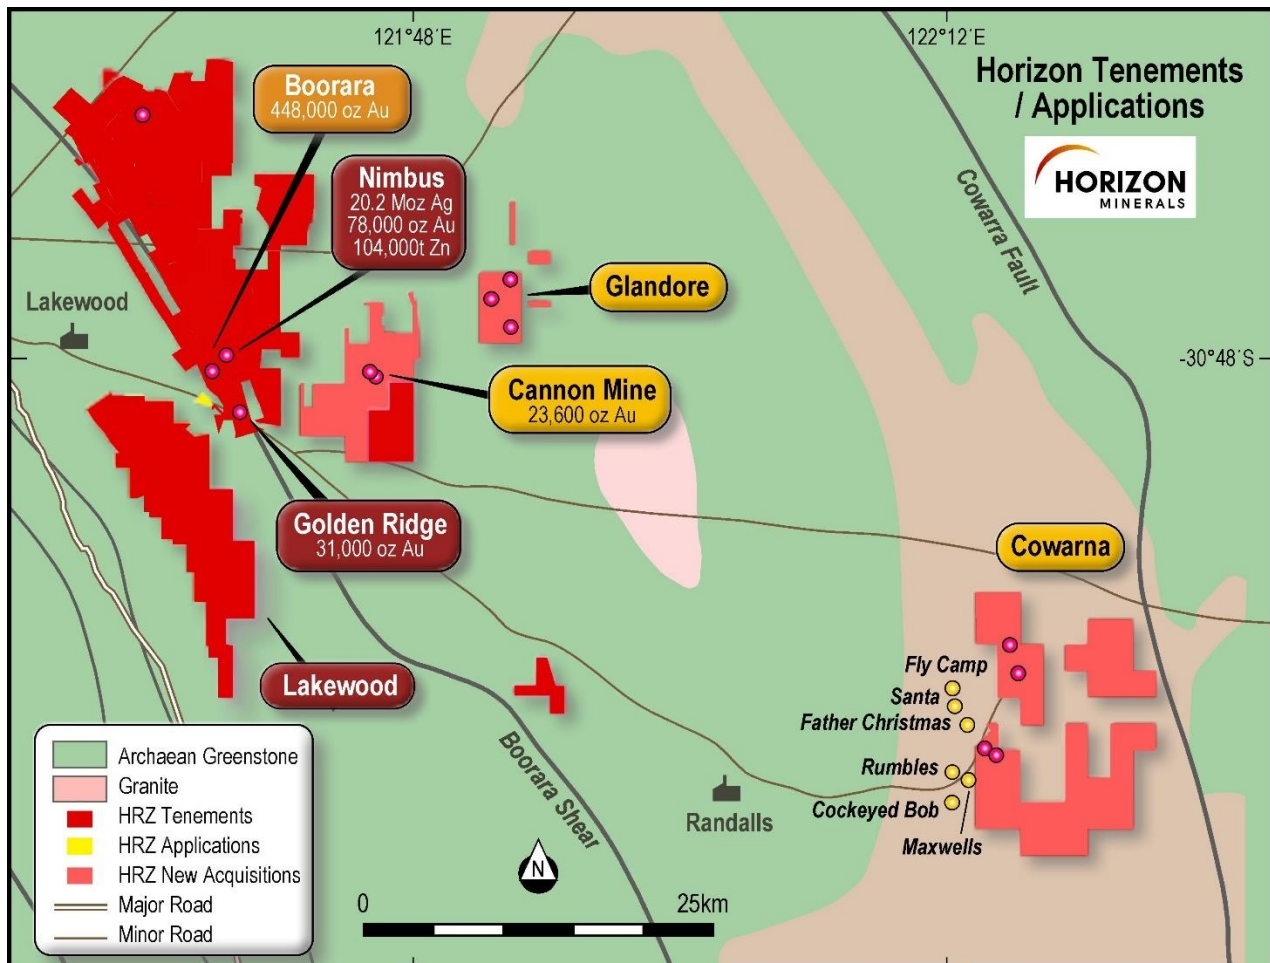 121°48'E
122°12'E
Horizon Tenements
/ Applications
HORIZON
MINERALS
Boorara
448,000 oz Au
Nimbus
20.2 Moz Ag
78,000 oz Au
104,000t Zn
Cowarra Fault
Lakewood
Glandore
-30°48'S
Cannon Mine
23,600 oz Au
Golden Ridge
31,000 oz Au
Cowarna
Lakewood
Fly Camp
Santa
Father Christmas
Rumbles
Cockeyed Bob
Maxwells
Boorara Shear
Randalls
Archaean Greenstone
Granite
HRZ Tenements
HRZ Applications
HRZ New Acquisitions
Major Road
Minor Road
N
0 25km